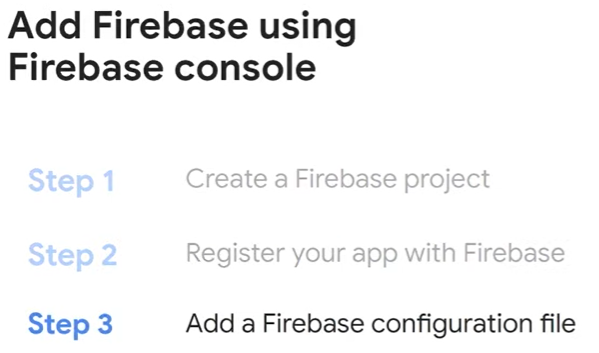 Add Firebase using
Firebase console
Step 1 Create a Firebase project
Step 2 Register your app with Firebase
Step 3 Add a Firebase configuration file